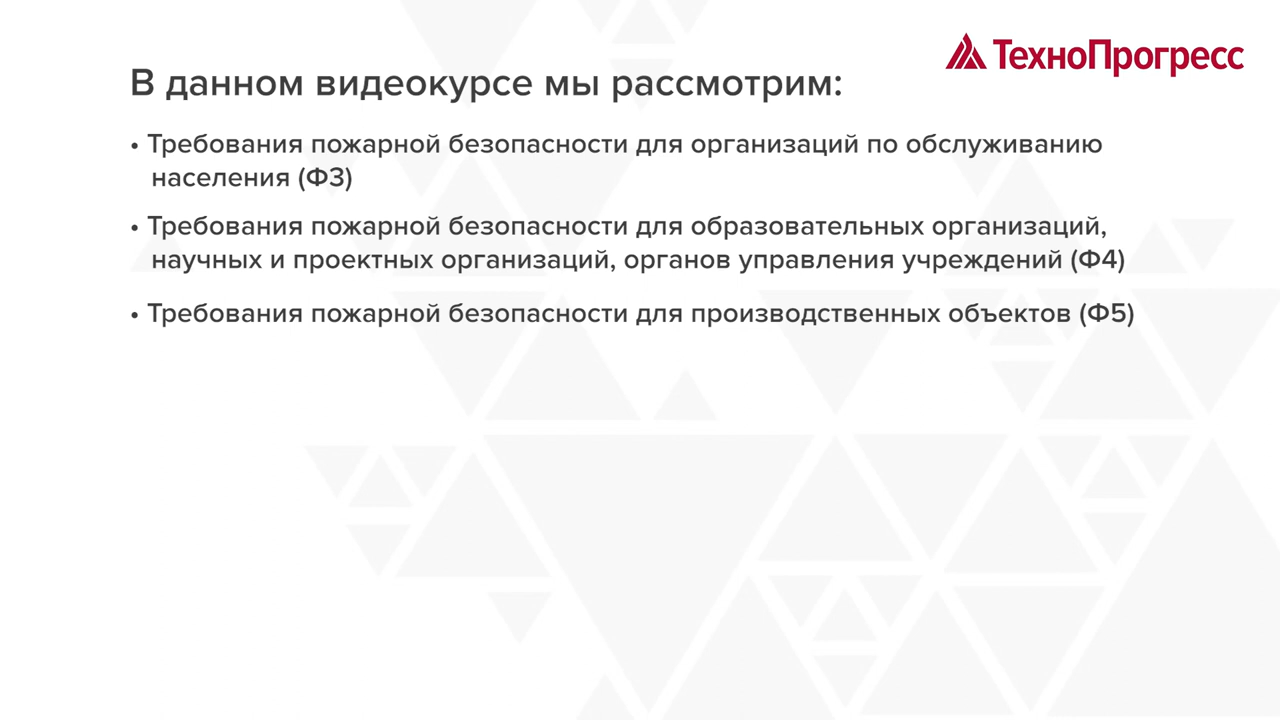 ТехноПрогресс
В данном видеокурсе мы рассмотрим:
• Требования пожарной безопасности для организаций по обслуживанию
населения (Ф3)
• Требования пожарной безопасности для образовательных организаций,
научных и проектных организаций, органов управления учреждений (Ф4)
• Требования пожарной безопасности для производственных объектов (Ф5)